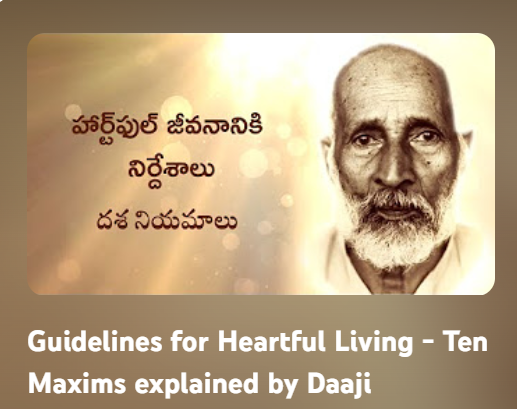 హార్ట్‌ఫుల్ జీవనానికి
నిర్దేశాలు
దశ నియమాలు
Guidelines for Heartful Living - Ten
Maxims explained by Daaji